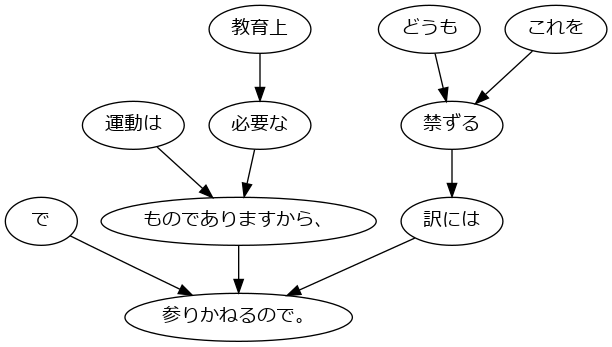 教育上
どうも
これを
運動は
必要な
禁ずる
で
ものでありますから、
訳には
参りかねるので。